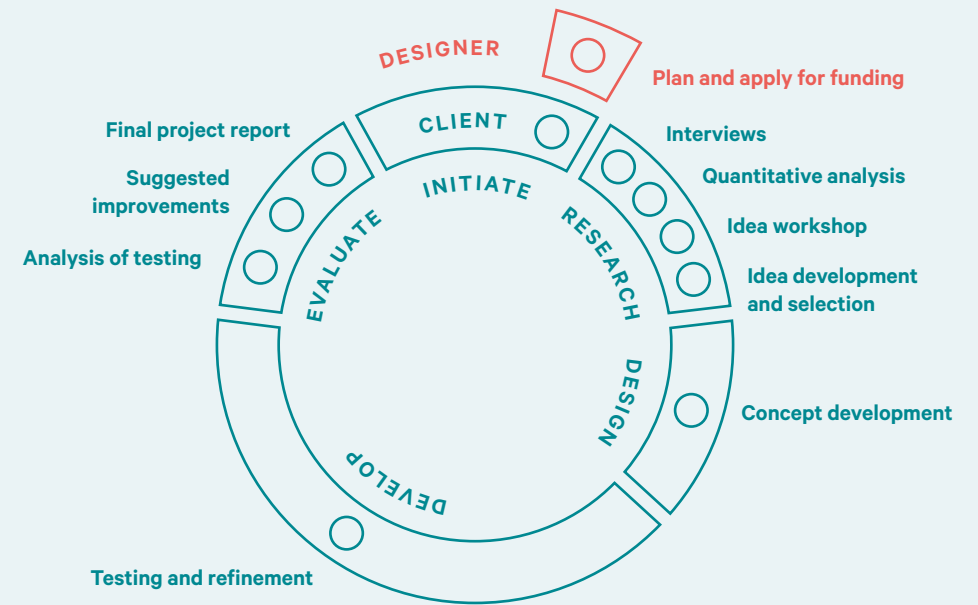 DESIGNER
Plan and apply for funding
CLIENT
INITIATE
Interviews
Quantitative analysis
Idea workshop
Idea development
and selection
RESEARCH
DESIGN
Concept development
DEVELOP
Testing and refinement
EVALUATE
Analysis of testing
Suggested
improvements
Final project report